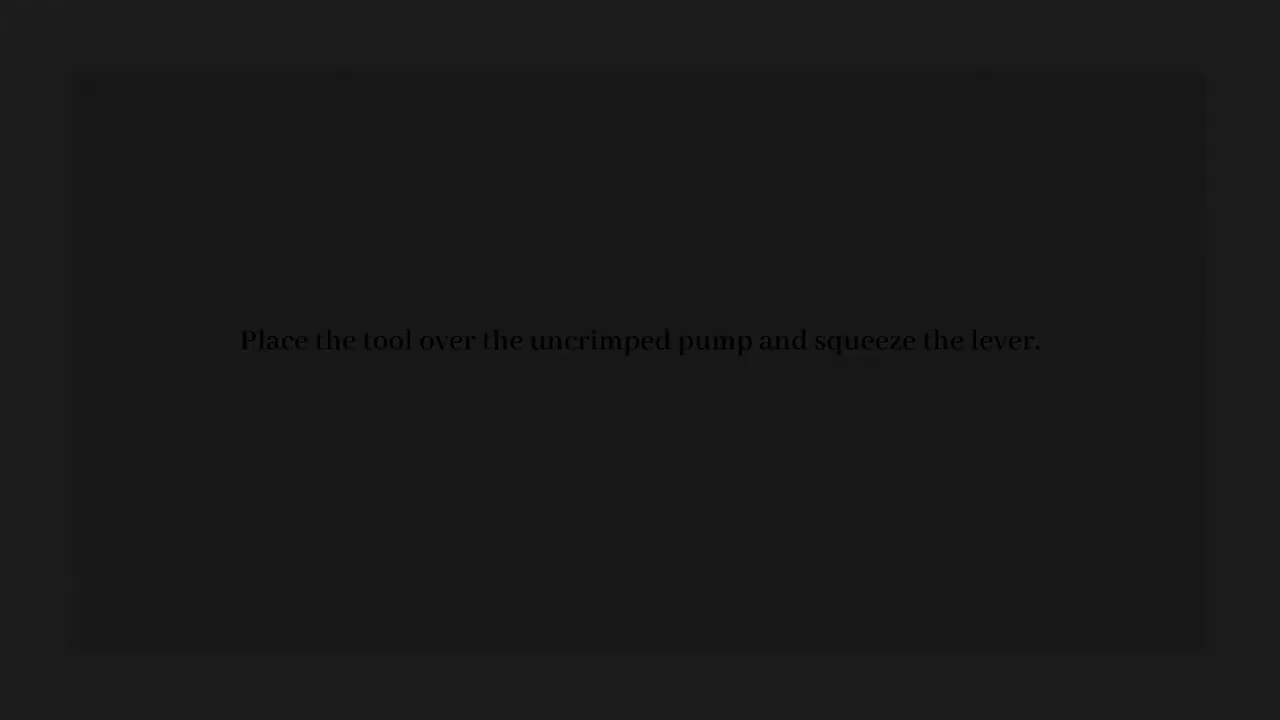 Place the tool over the uncrimped pump and squeeze the lever.